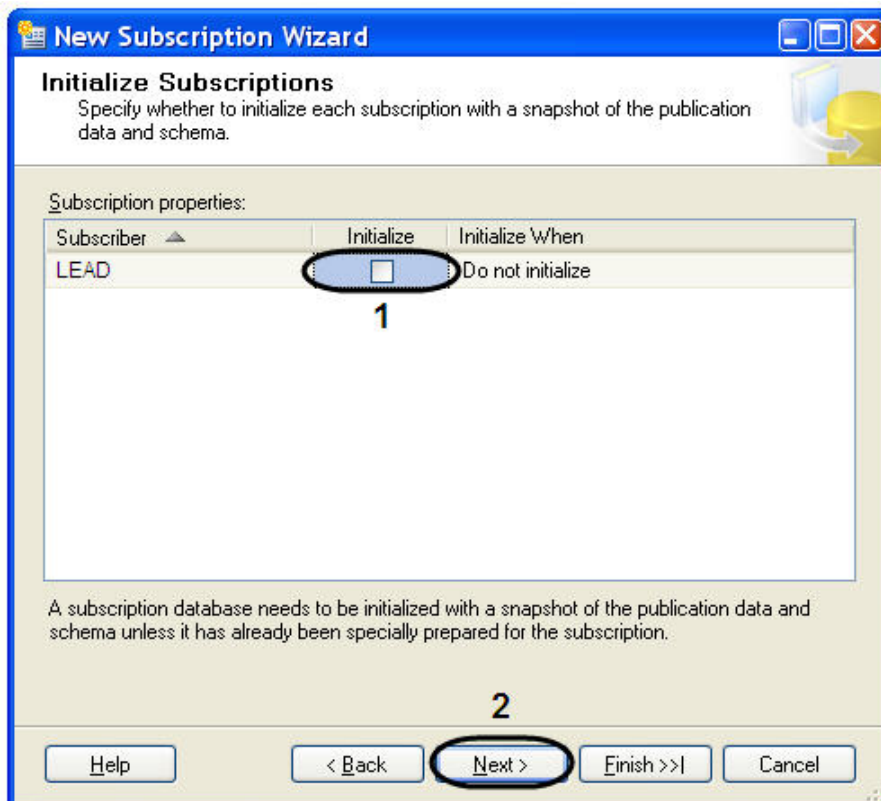 New Subscription Wizard
Initialize Subscriptions
Specify whether to initialize each subscription with a snapshot of the publication
data and schema.
Subscription properties:
Subscriber Initialize Initialize When
LEAD Do not initialize
1
A subscription database needs to be initialized with a snapshot of the publication data and
schema unless it has already been specially prepared for the subscription.
2
Help < Back Next > Finish >>| Cancel